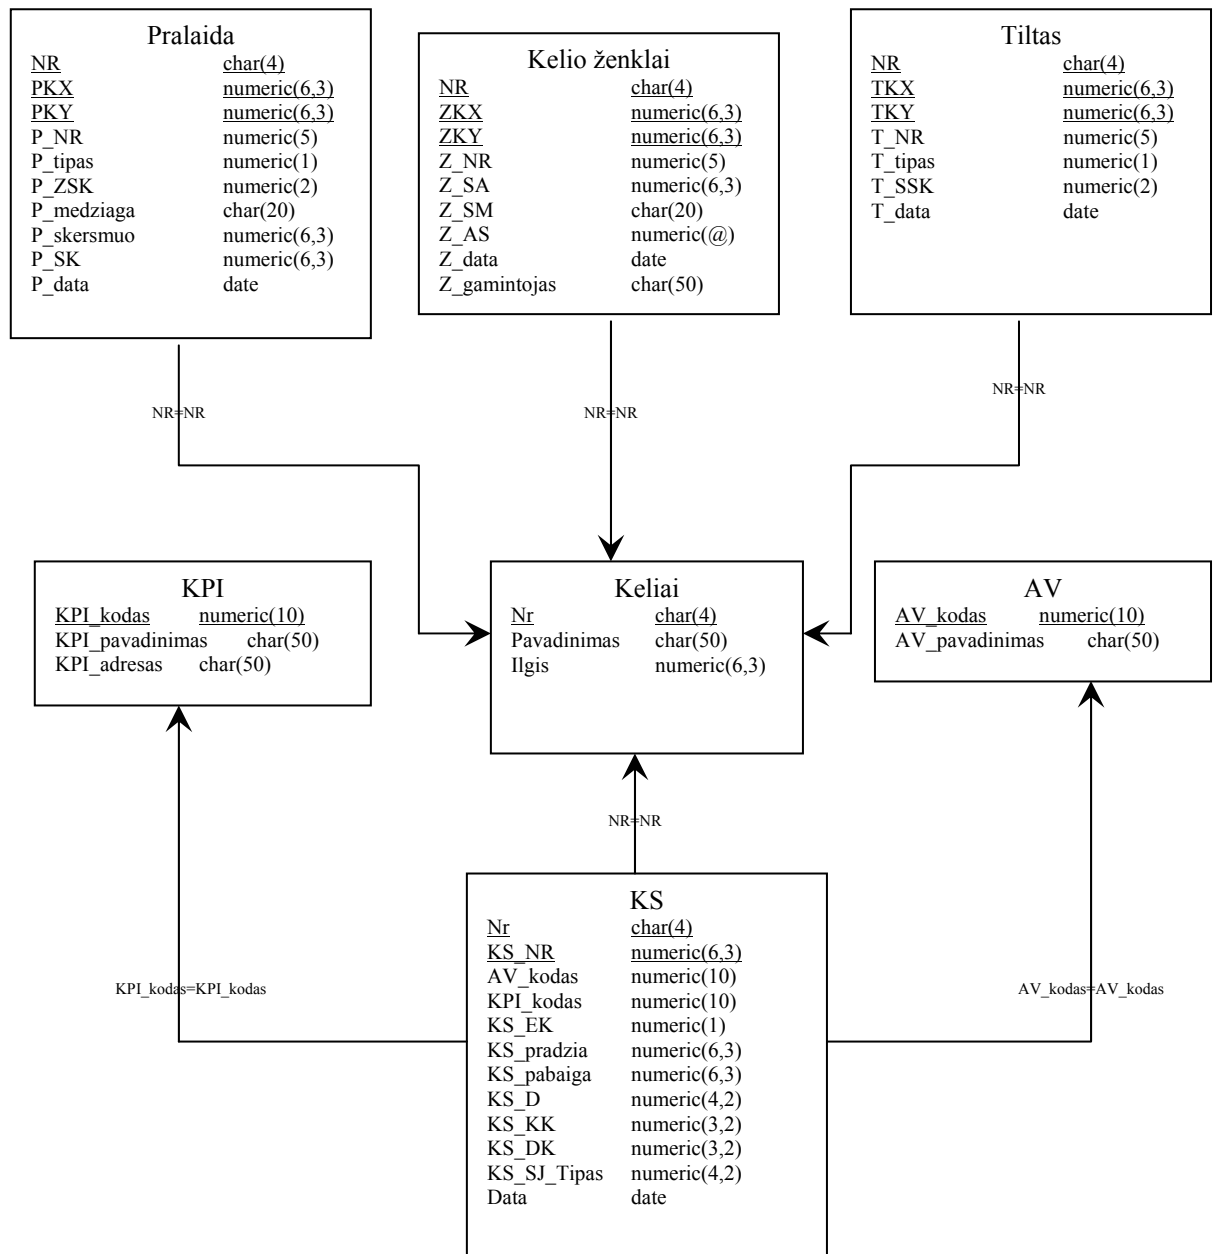 Pralaida
NR char(4)
PKX numeric(6,3)
PKY numeric(6,3)
P_NR numeric(5)
P_tipas numeric(1)
P_ZSK numeric(2)
P_medziaga char(20)
P_skersmuo numeric(6,3)
P_SK numeric(6,3)
P_data date
Kelio ženklai
NR char(4)
ZKX numeric(6,3)
ZKY numeric(6,3)
Z_NR numeric(5)
Z_SA numeric(6,3)
Z_SM char(20)
Z_AS numeric(@)
Z_data date
Z_gamintojas char(50)
Tiltas
NR char(4)
TKX numeric(6,3)
TKY numeric(6,3)
T_NR numeric(5)
T_tipas numeric(1)
T_SSK numeric(2)
T_data date
NR=NR
NR=NR
NR=NR
KPI
KPI_kodas numeric(10)
KPI_pavadinimas char(50)
KPI_adresas char(50)
Keliai
Nr char(4)
Pavadinimas char(50)
Ilgis numeric(6,3)
AV
AV_kodas numeric(10)
AV_pavadinimas char(50)
NR=NR
KPI_kodas=KPI_kodas
AV_kodas=AV_kodas
KS
Nr char(4)
KS_NR numeric(6,3)
AV_kodas numeric(10)
KPI_kodas numeric(10)
KS_EK numeric(1)
KS_pradzia numeric(6,3)
KS_pabaiga numeric(6,3)
KS_D numeric(4,2)
KS_KK numeric(3,2)
KS_DK numeric(3,2)
KS_SJ_Tipas numeric(4,2)
Data date